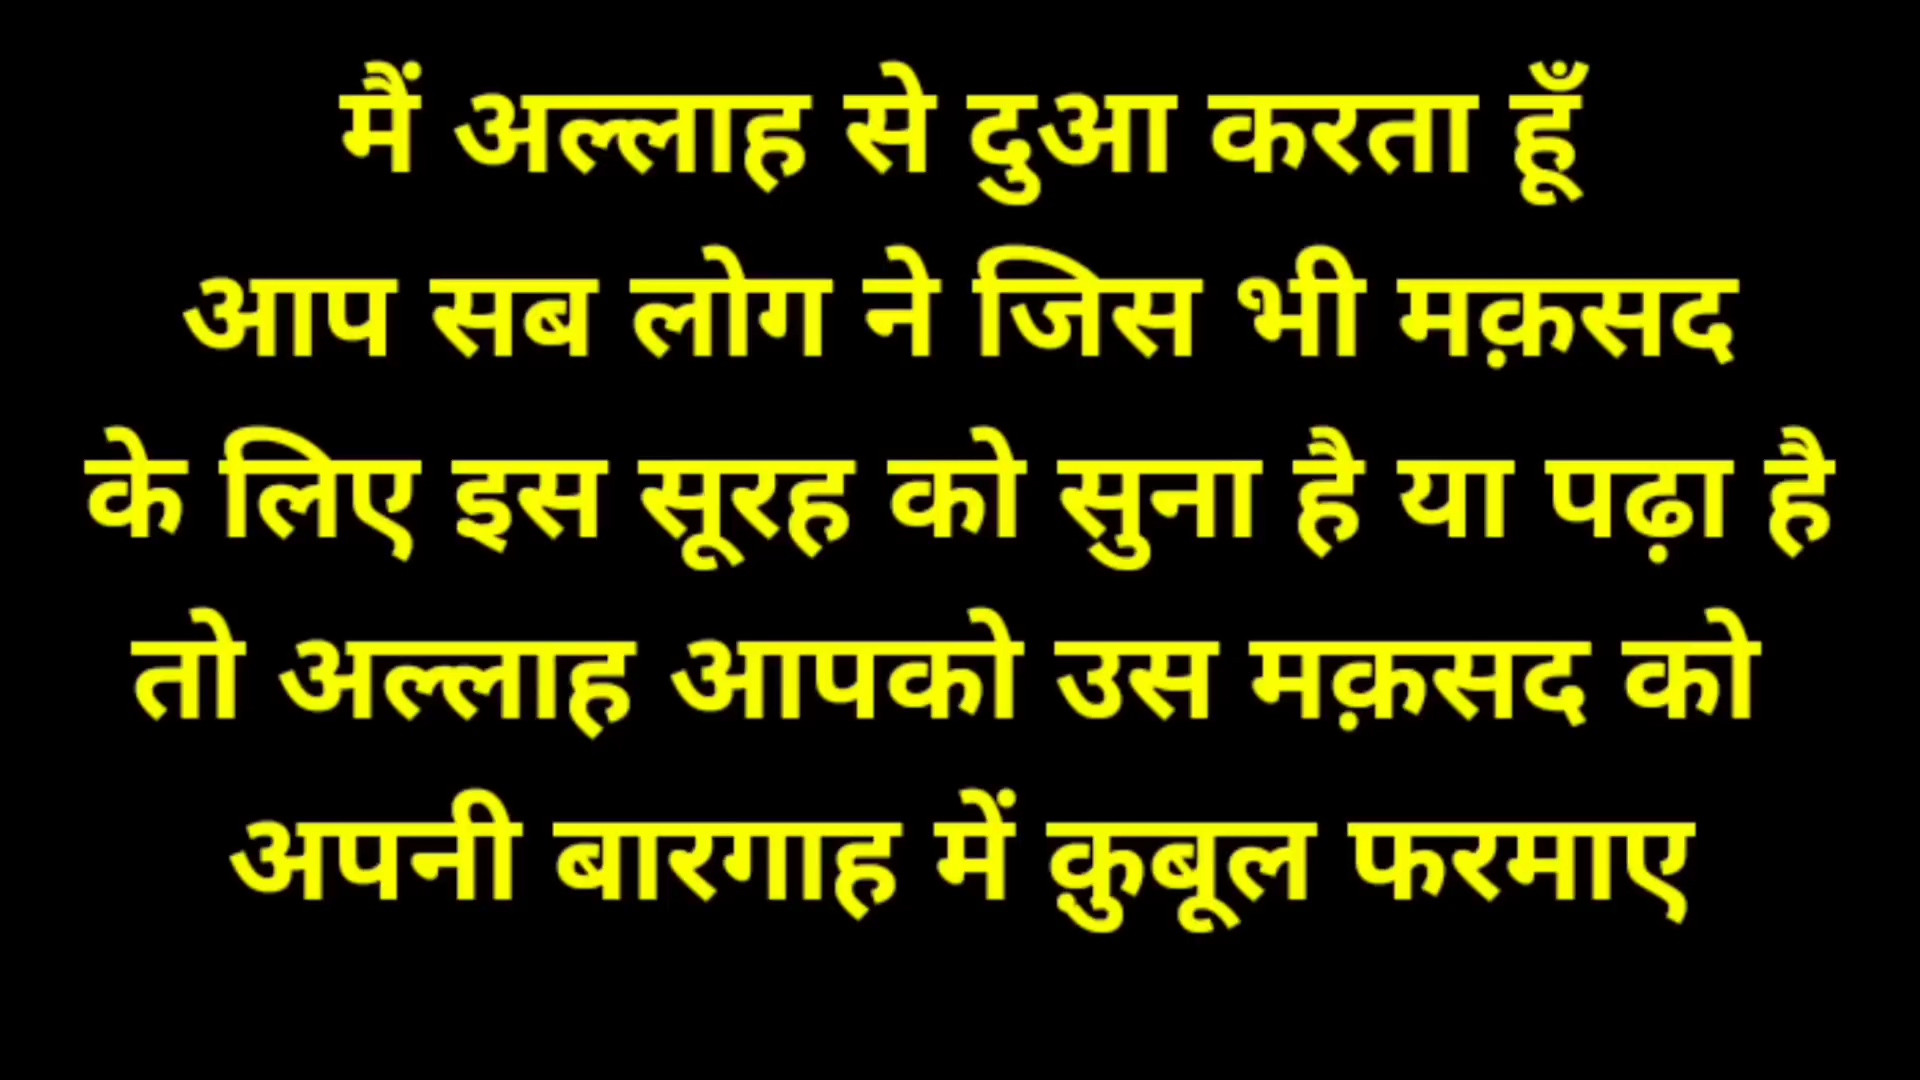 मैं अल्लाह से दुआ करता हूँ
आप सब लोग ने जिस भी मक़सद
के लिए इस सूरह को सुना है या पढ़ा है
तो अल्लाह आपको उस मक़सद को
अपनी बारगाह में क़ुबूल फरमाए